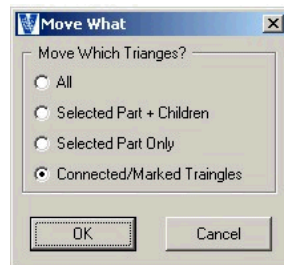 Move What
Move Which Trianges?
All
Selected Part + Children
Selected Part Only
Connected/Marked Traingles
OK
Cancel